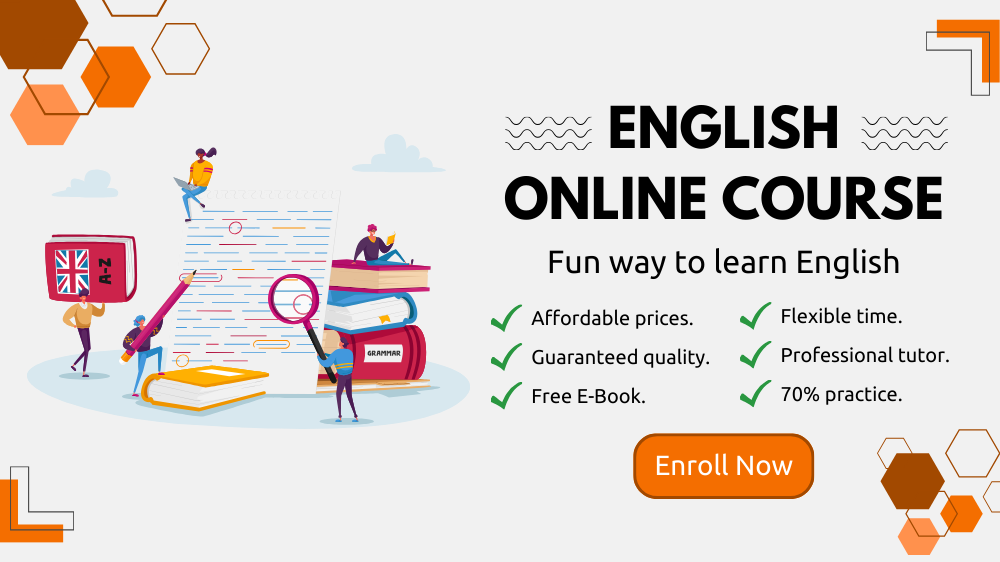 ENGLISH
ONLINE COURSE
Fun way to learn English
Affordable prices.
Guaranteed quality.
Free E-Book.
Flexible time.
Professional tutor.
70% practice.
Enroll Now
A-Z
GRAMMAR